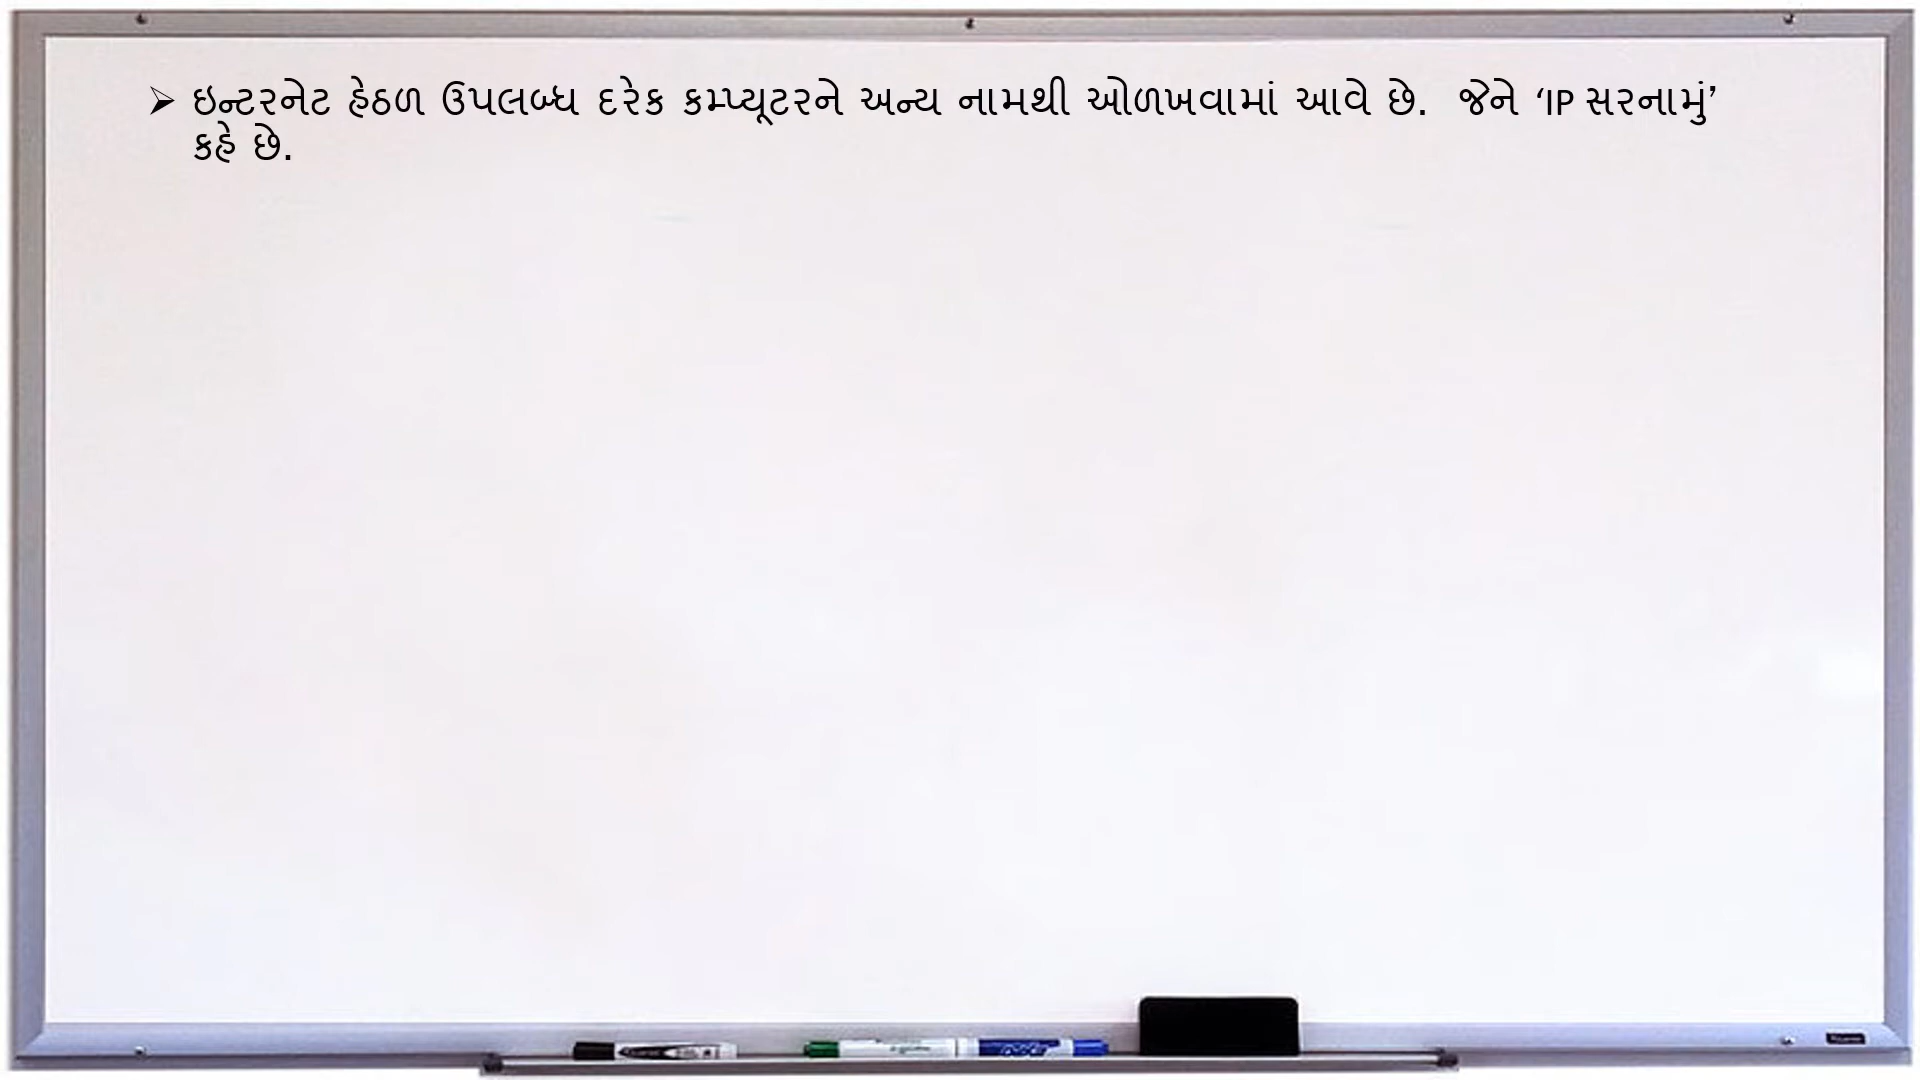 ➢ ઇન્ટરનેટ હેઠળ ઉપલબ્ધ દરેક કમ્પ્યૂટરને અન્ય નામથી ઓળખવામાં આવે છે.  જેને ‘IP સરનામું’
કહે છે.